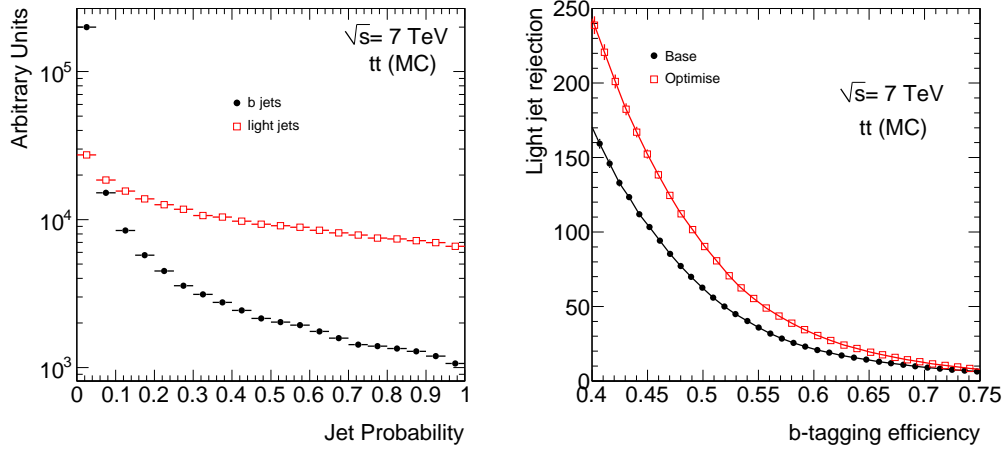 Arbitrary Units
10^5
10^4
10^3
√s= 7 TeV
tt (MC)
b jets
light jets
0 0.1 0.2 0.3 0.4 0.5 0.6 0.7 0.8 0.9 1
Jet Probability
Light jet rejection
250
200
150
100
50
0
Base
Optimise
√s= 7 TeV
tt (MC)
0.4 0.45 0.5 0.55 0.6 0.65 0.7 0.75
b-tagging efficiency